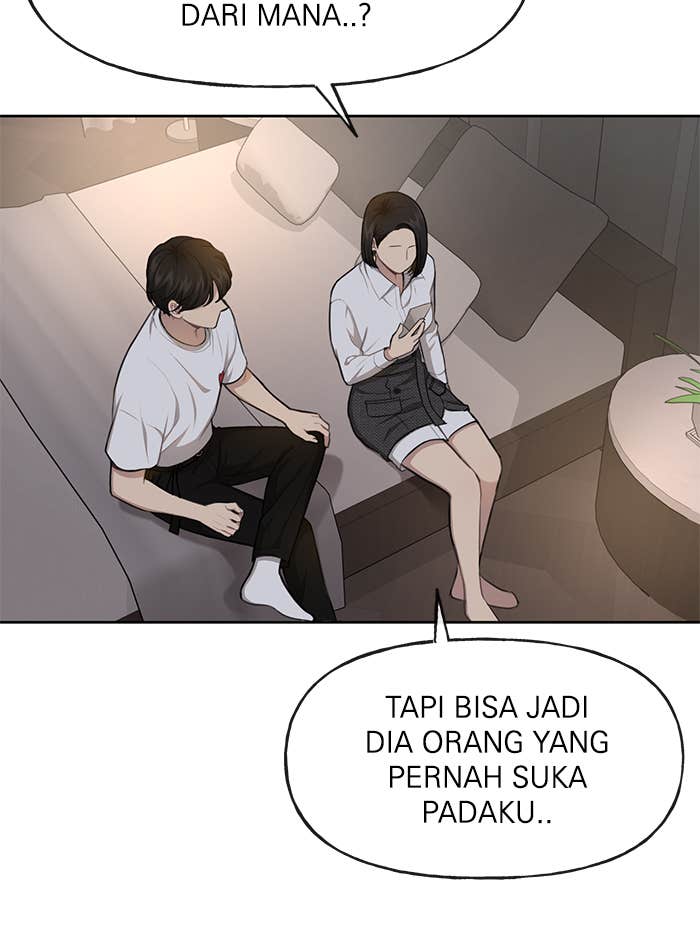 DARI MANA..?
TAPI BISA JADI
DIA ORANG YANG
PERNAH SUKA
PADAKU..